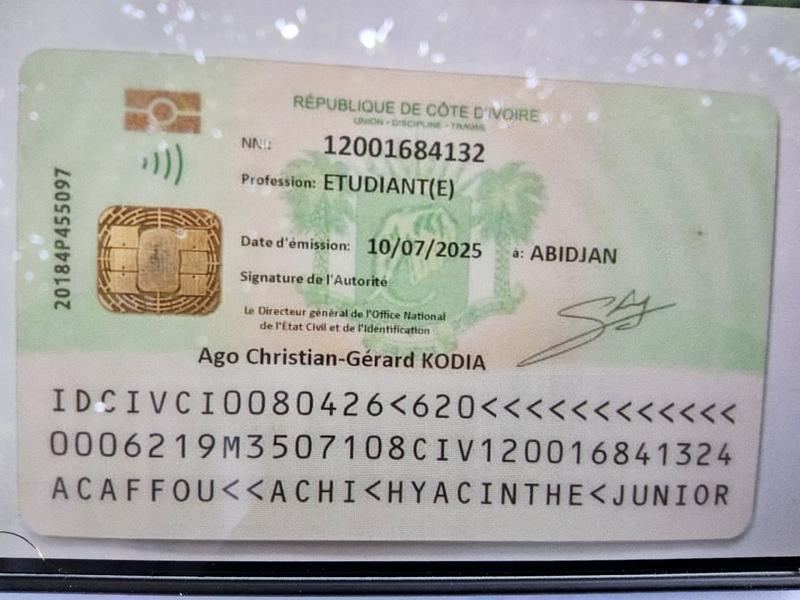 RÉPUBLIQUE DE CÔTE D'IVOIRE
UNION - DISCIPLINE - TRAVAIL
NNI: 12001684132
Profession: ETUDIANT(E)
20184P455097
Date d'émission: 10/07/2025 à: ABIDJAN
Signature de l'Autorité
Le Directeur général de l'Office National
de l'État Civil et de l'Identification
Ago Christian-Gérard KODIA
IDCIVCI0080426<620<<<<<<<<<<<<
0006219M3507108CIV120016841324
ACAFFOU<<ACHI<HYACINTHE<JUNIOR